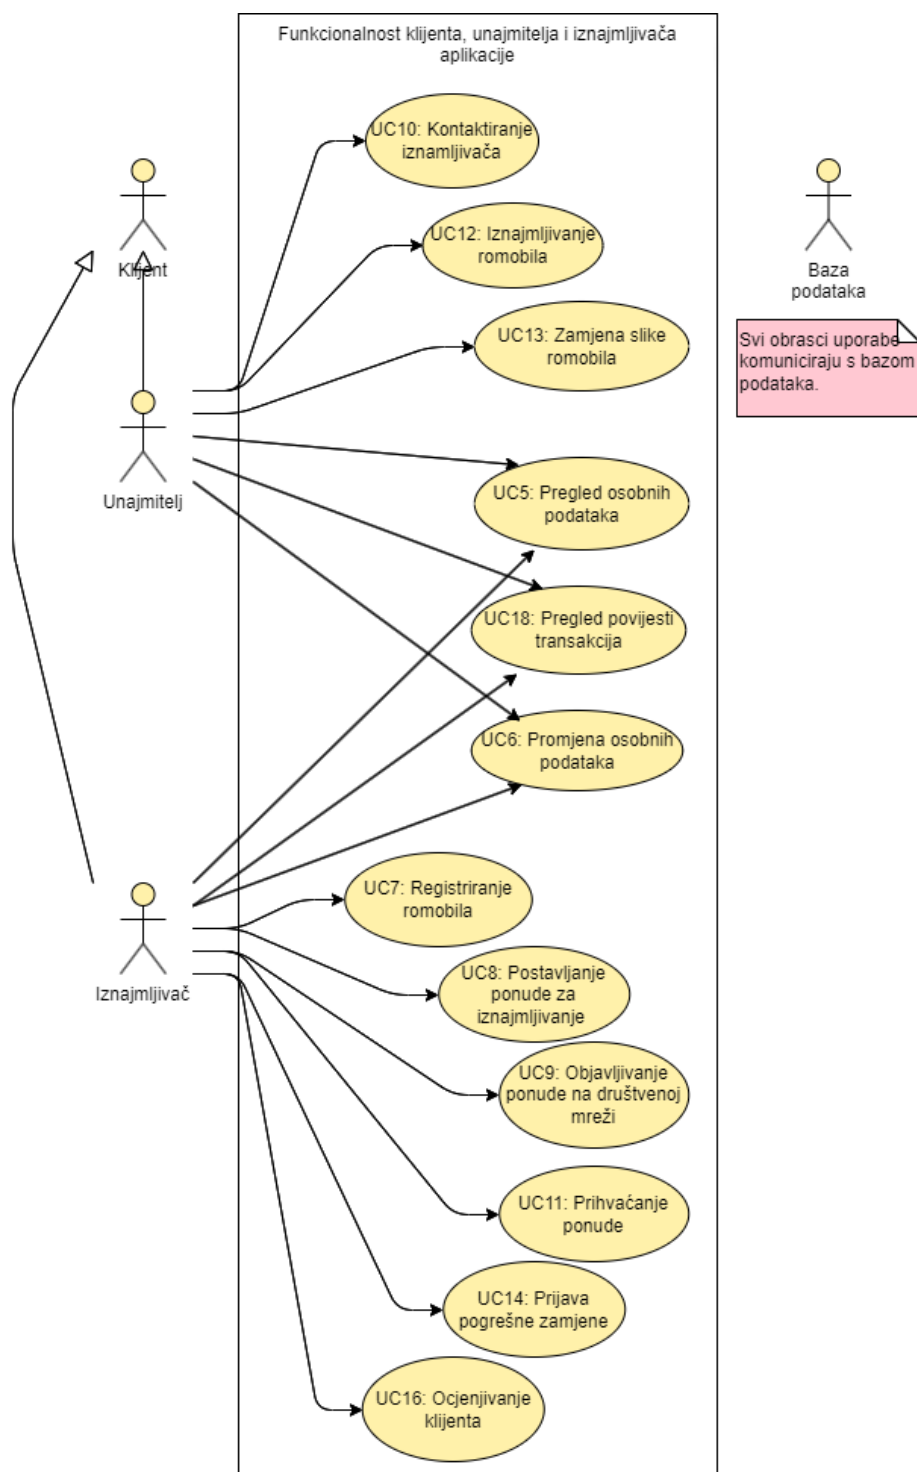 Funkcionalnost klijenta, unajmitelja i iznajmljivača
aplikacije
UC10: Kontaktiranje
iznamljivača
Klijent
UC12: Iznajmljivanje
romobila
Baza
podataka
UC13: Zamjena slike
romobila
Svi obrasci uporabe
komuniciraju s bazom
podataka.
Unajmitelj
UC5: Pregled osobnih
podataka
UC18: Pregled povijesti
transakcija
UC6: Promjena osobnih
podataka
UC7: Registriranje
romobila
Iznajmljivač
UC8: Postavljanje
ponude za
iznajmljivanje
UC9: Objavljivanje
ponude na društvenoj
mreži
UC11: Prihvaćanje
ponude
UC14: Prijava
pogrešne zamjene
UC16: Ocjenjivanje
klijenta